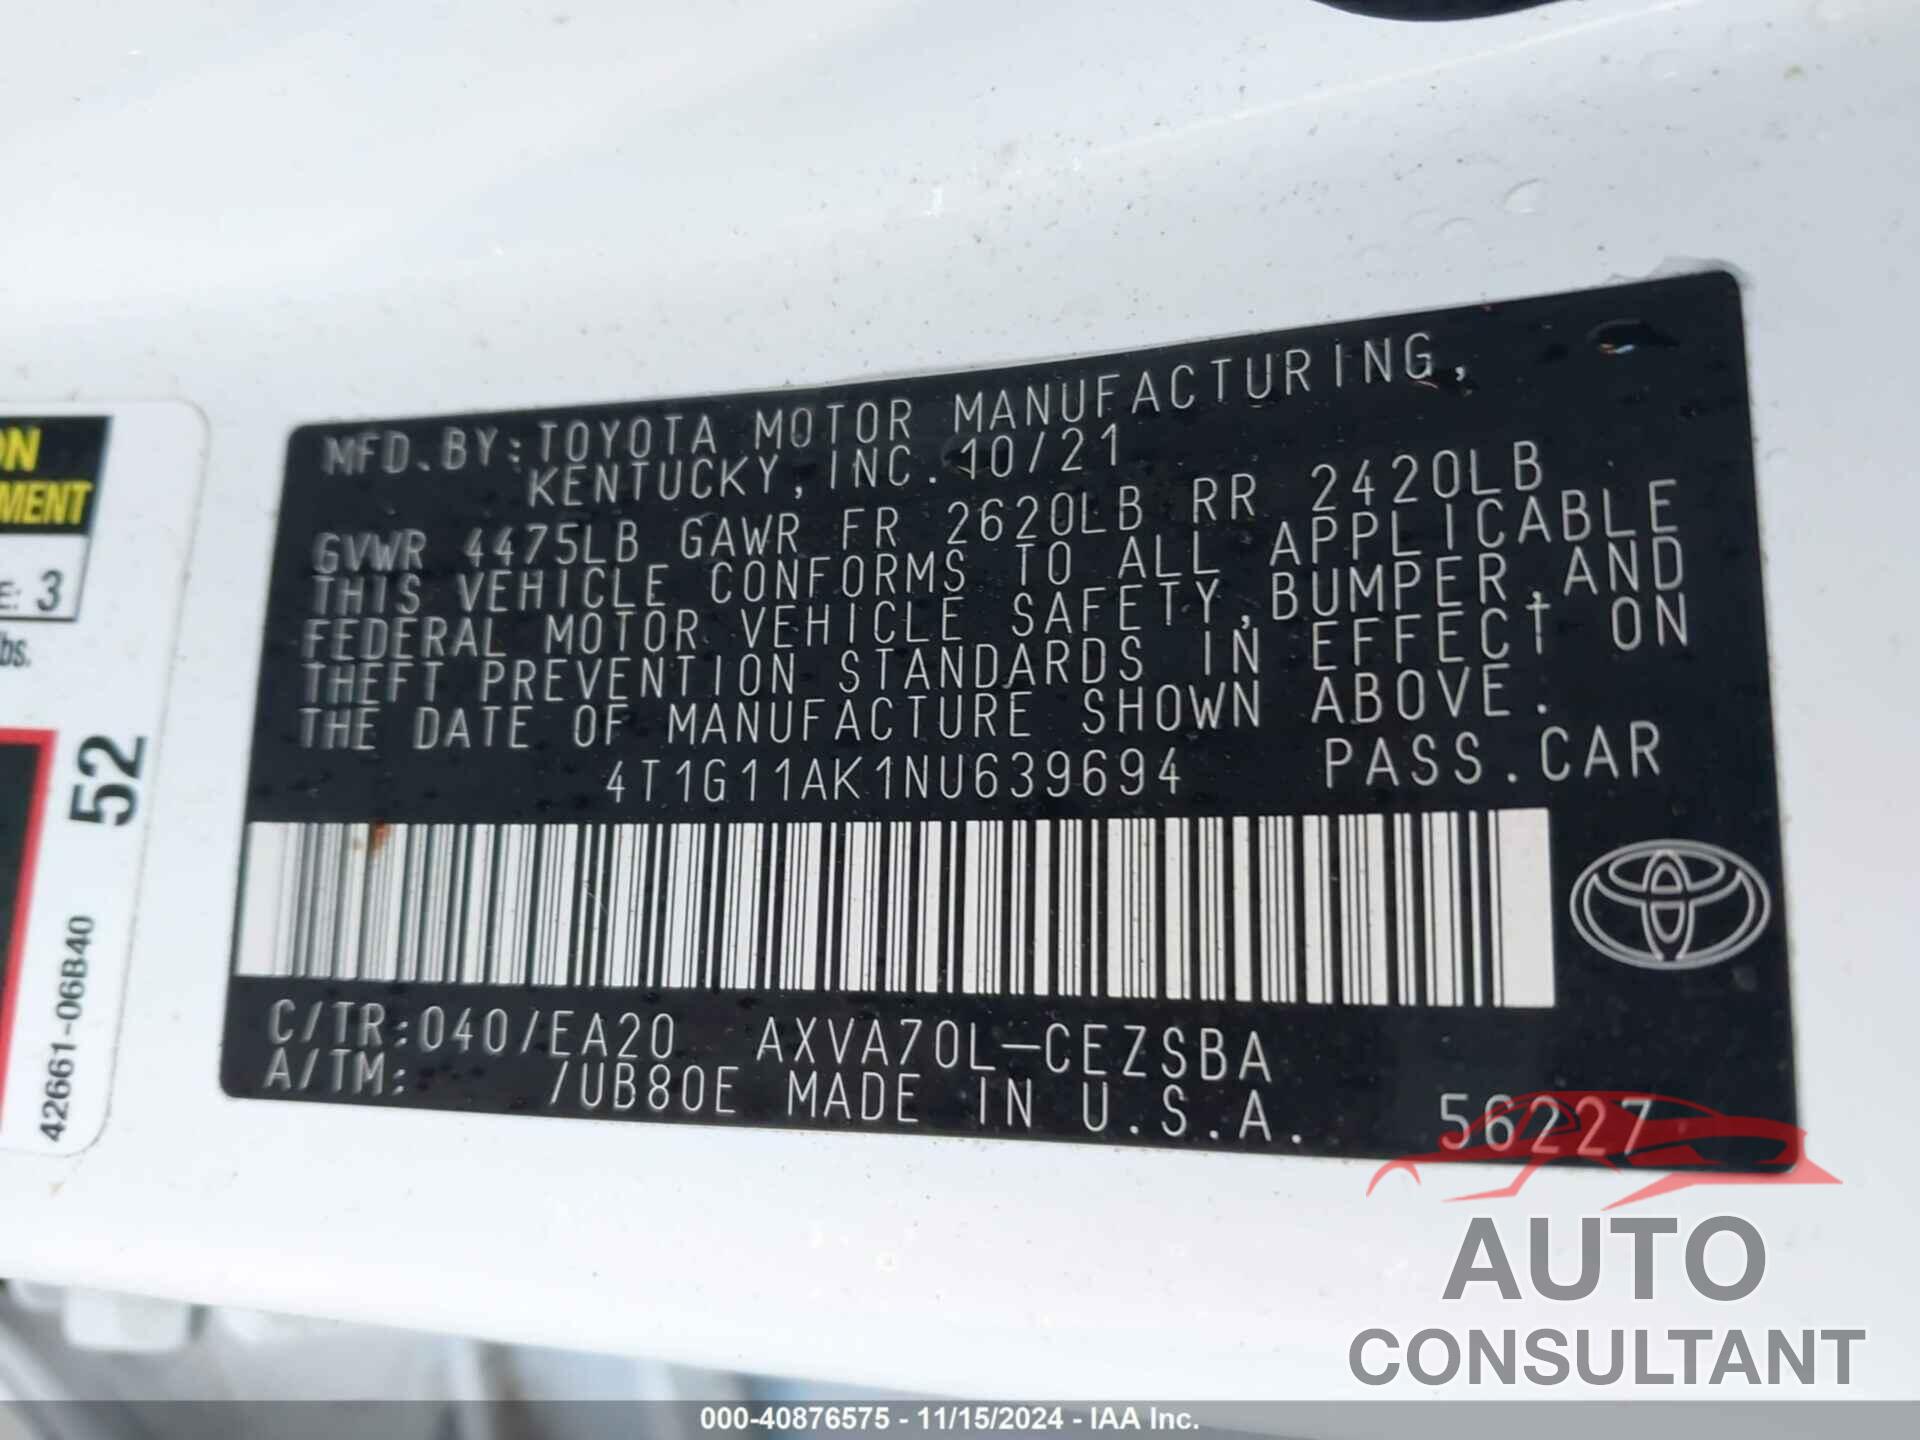 ON
MENT
E: 3
lbs.
52
42661-06B40
MFD.BY:TOYOTA MOTOR MANUFACTURING,
KENTUCKY,INC.10/21
GVWR 4475LB GAWR FR 2620LB RR 2420LB
THIS VEHICLE CONFORMS TO ALL APPLICABLE
FEDERAL MOTOR VEHICLE SAFETY,BUMPER,AND
THEFT PREVENTION STANDARDS IN EFFECT ON
THE DATE OF MANUFACTURE SHOWN ABOVE.
4T1G11AK1NU639694 PASS.CAR
C/TR:040/EA20 AXVA70L-CEZSBA
A/TM: /UB80E MADE IN U.S.A. 56227
AUTO
CONSULTANT
000-40876575 - 11/15/2024 - IAA Inc.